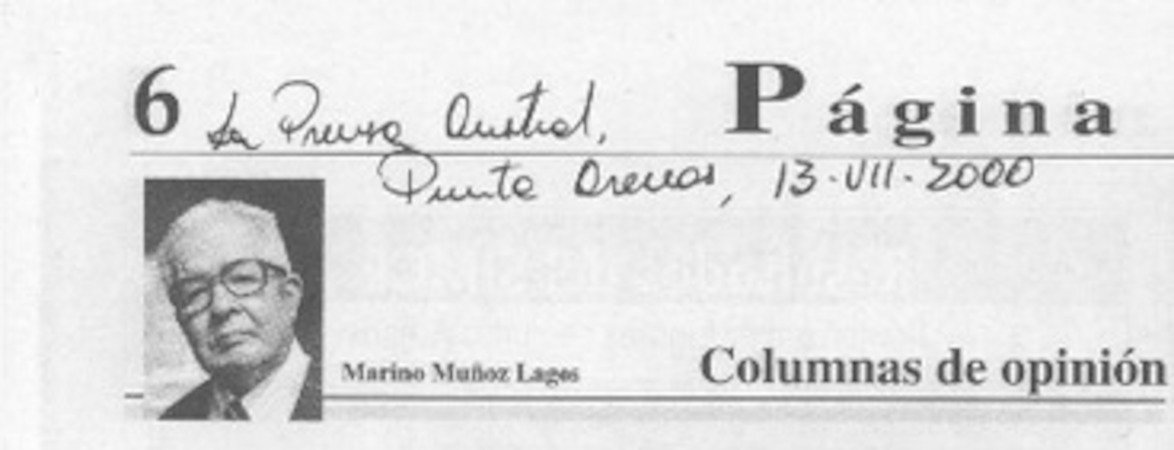 6 La Prensa Austral, Página
Punta Arenas, 13-VII-2000
Marino Muñoz Lagos
Columnas de opinión